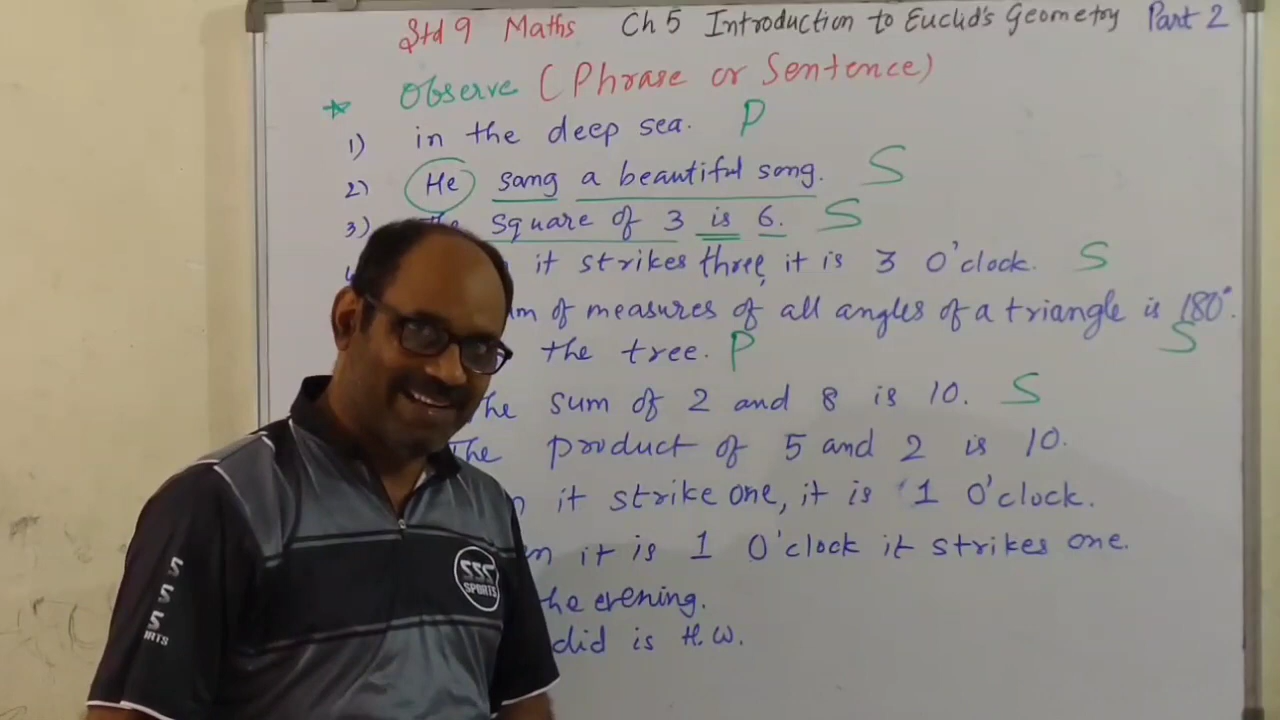 Std 9 Maths Ch 5 Introduction to Euclid's Geometry Part 2
* Observe (Phrase or Sentence)
1) in the deep sea. P
2) He sang a beautiful song. S
3) square of 3 is 6. S
it strikes three, it is 3 O'clock. S
of measures of all angles of a triangle is 180°. S
the tree. P
The sum of 2 and 8 is 10. S
The product of 5 and 2 is 10.
it strike one, it is 1 O'clock.
it is 1 O'clock it strikes one.
the evening.
did is H.W.
SSS
SPORTS
S
S
S